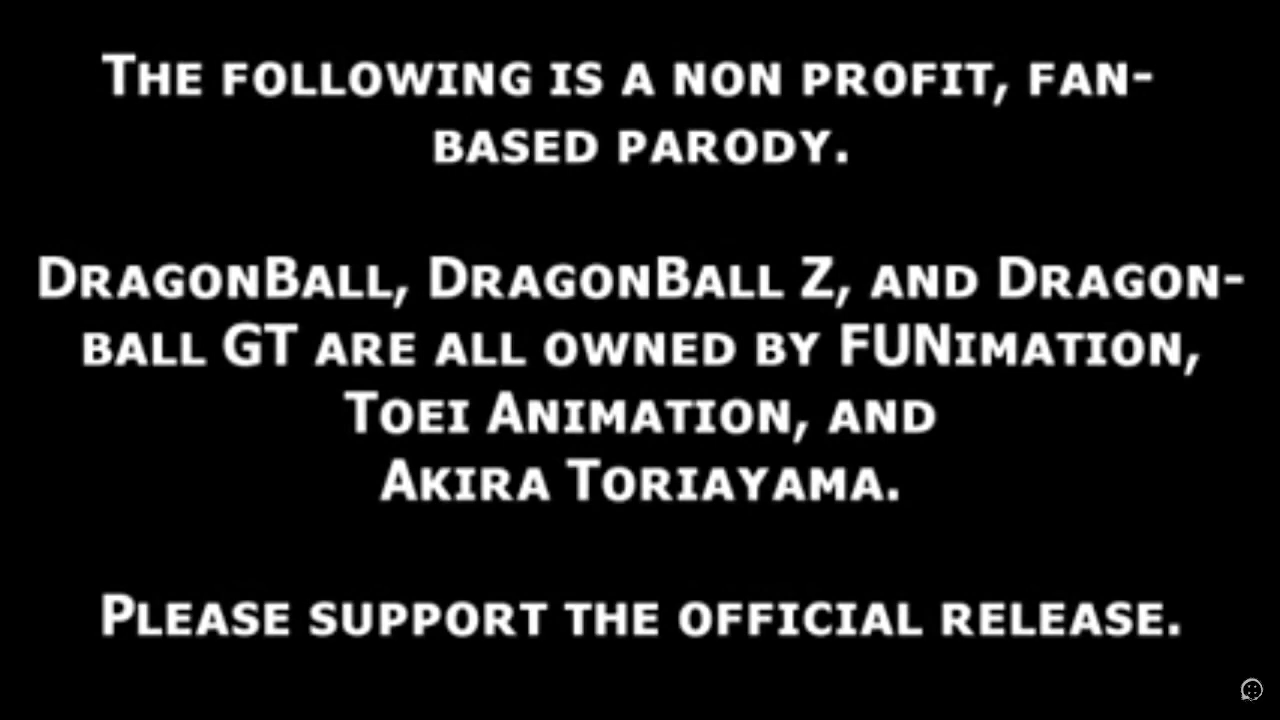 The following is a non profit, fan-
based parody.
DragonBall, DragonBall Z, and Dragon-
ball GT are all owned by FUNimation,
Toei Animation, and
Akira Toriayama.
Please support the official release.